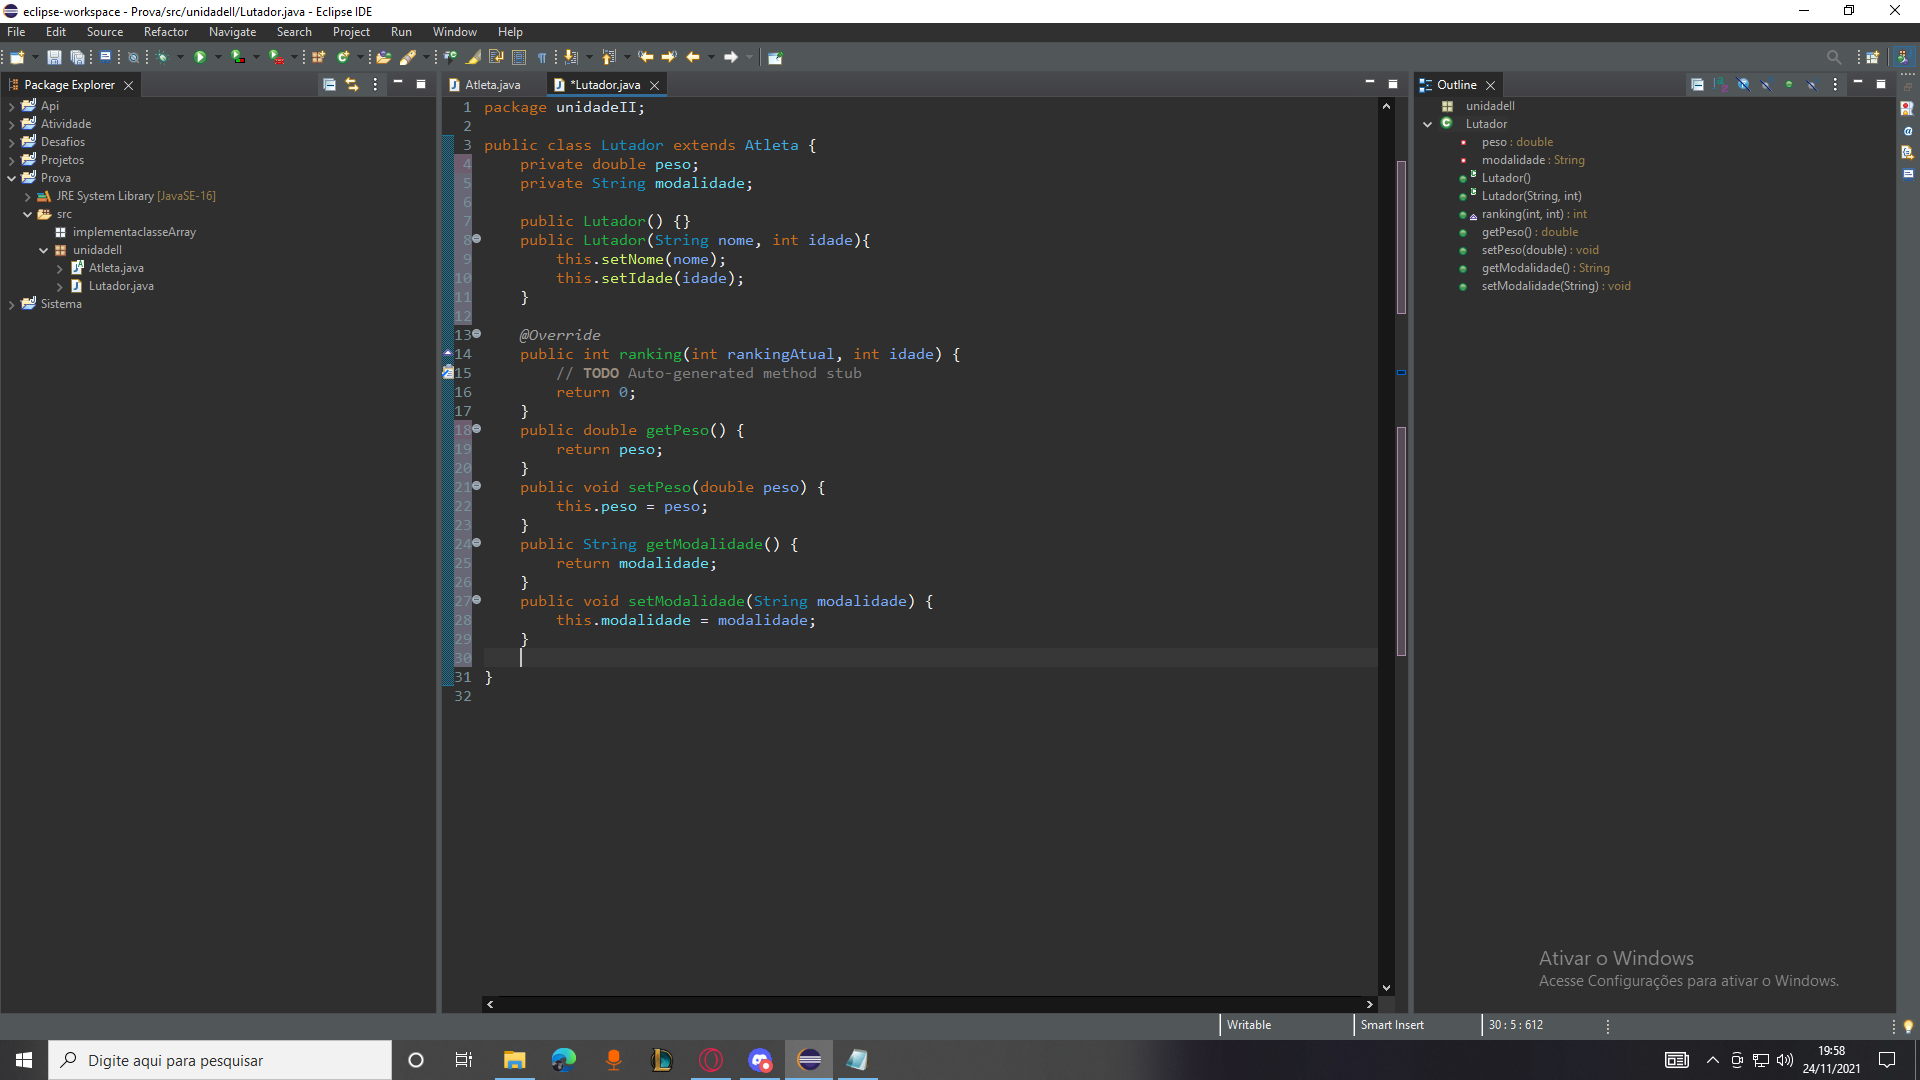 eclipse-workspace - Prova/src/unidadeII/Lutador.java - Eclipse IDE
File Edit Source Refactor Navigate Search Project Run Window Help
Package Explorer
Api
Atividade
Desafios
Projetos
Prova
JRE System Library [JavaSE-16]
src
implementaclasseArray
unidadeII
Atleta.java
Lutador.java
Sistema
Atleta.java *Lutador.java
1 package unidadeII;
2
3 public class Lutador extends Atleta {
4 private double peso;
5 private String modalidade;
6
7 public Lutador() {}
8 public Lutador(String nome, int idade){
9 this.setNome(nome);
10 this.setIdade(idade);
11 }
12
13 @Override
14 public int ranking(int rankingAtual, int idade) {
15 // TODO Auto-generated method stub
16 return 0;
17 }
18 public double getPeso() {
19 return peso;
20 }
21 public void setPeso(double peso) {
22 this.peso = peso;
23 }
24 public String getModalidade() {
25 return modalidade;
26 }
27 public void setModalidade(String modalidade) {
28 this.modalidade = modalidade;
29 }
30
31 }
32
Outline
unidadeII
Lutador
peso : double
modalidade : String
Lutador()
Lutador(String, int)
ranking(int, int) : int
getPeso() : double
setPeso(double) : void
getModalidade() : String
setModalidade(String) : void
Ativar o Windows
Acesse Configurações para ativar o Windows.
Writable Smart Insert 30 : 5 : 612
Digite aqui para pesquisar
19:58
24/11/2021